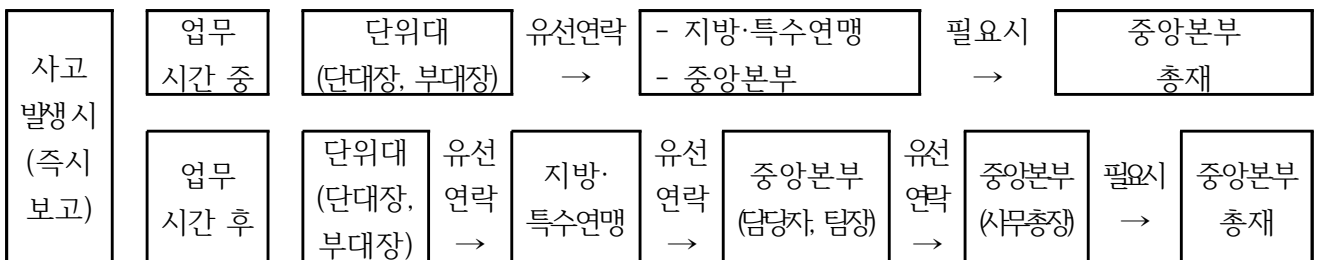 사고
발생 시
(즉시
보고)
업무
시간 중
단위대
(단대장, 부대장)
유선연락
→
- 지방·특수연맹
- 중앙본부
필요시
→
중앙본부
총재
업무
시간 후
단위대
(단대장,
부대장)
유선
연락
→
지방·
특수연맹
유선
연락
→
중앙본부
(담당자, 팀장)
유선
연락
→
중앙본부
(사무총장)
필요시
→
중앙본부
총재